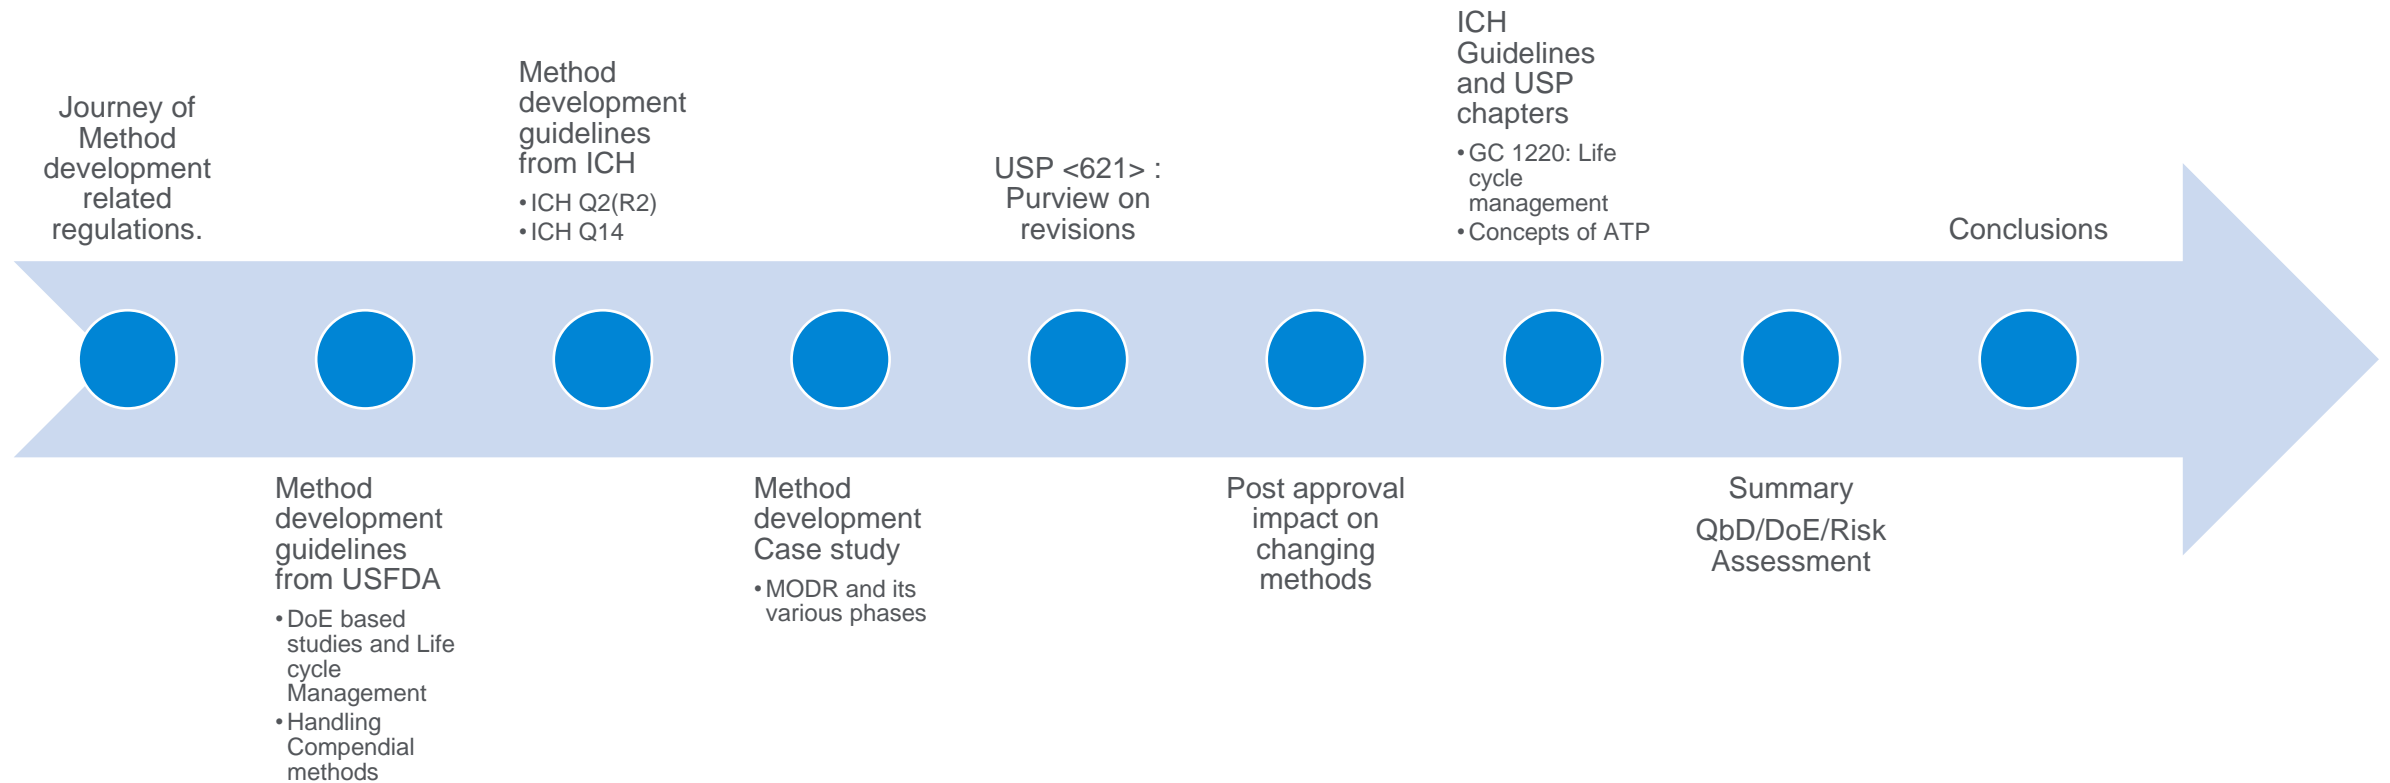 Journey of
Method
development
related
regulations.
Method
development
guidelines
from USFDA
• DoE based
studies and Life
cycle
Management
• Handling
Compendial
methods
Method
development
guidelines
from ICH
• ICH Q2(R2)
• ICH Q14
Method
development
Case study
• MODR and its
various phases
USP <621> :
Purview on
revisions
Post approval
impact on
changing
methods
ICH
Guidelines
and USP
chapters
• GC 1220: Life
cycle
management
• Concepts of ATP
Summary
QbD/DoE/Risk
Assessment
Conclusions